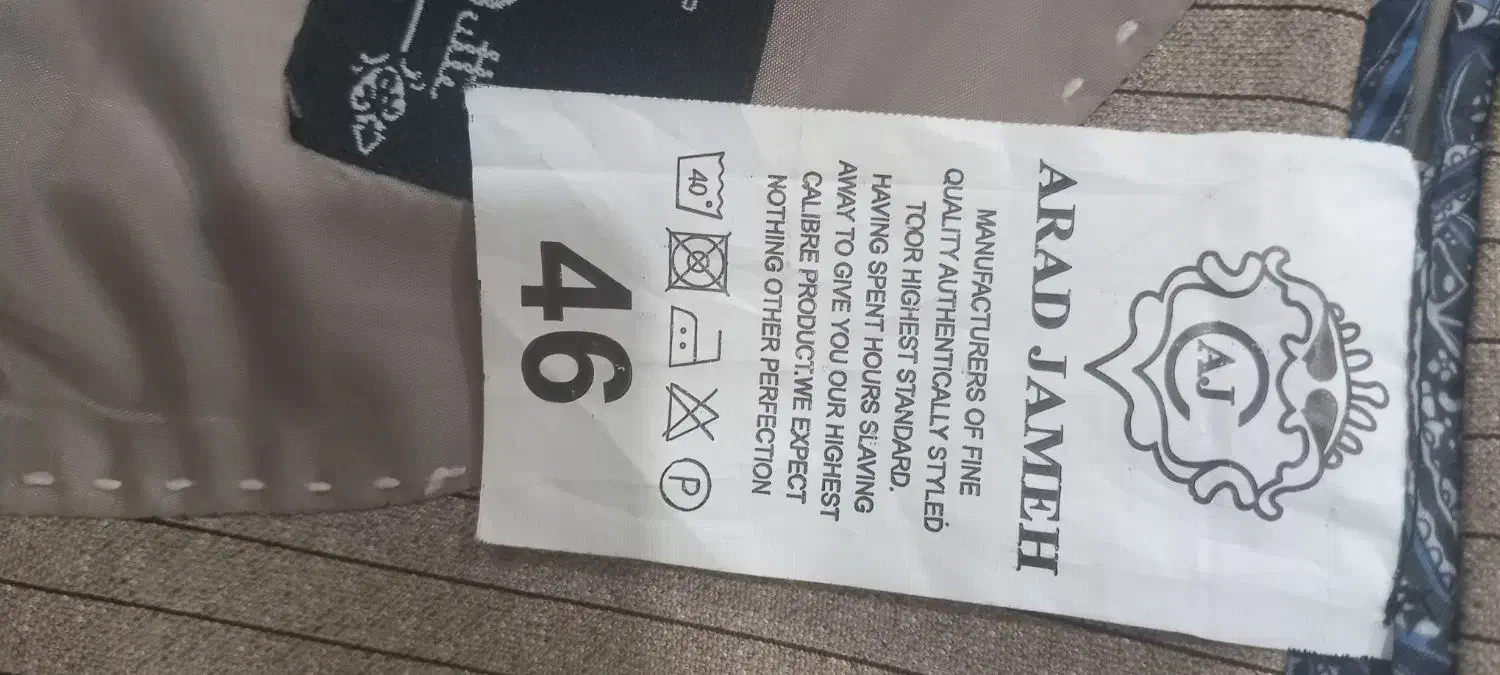 AJ
ARAD JAMEH
MANUFACTURERS OF FINE
QUALITY AUTHENTICALLY STYLED
TOOR HIGHEST STANDARD.
HAVING SPENT HOURS SLAVING
AWAY TO GIVE YOU OUR HIGHEST
CALIBRE PRODUCT,WE EXPECT
NOTHING OTHER PERFECTION
40 P
46